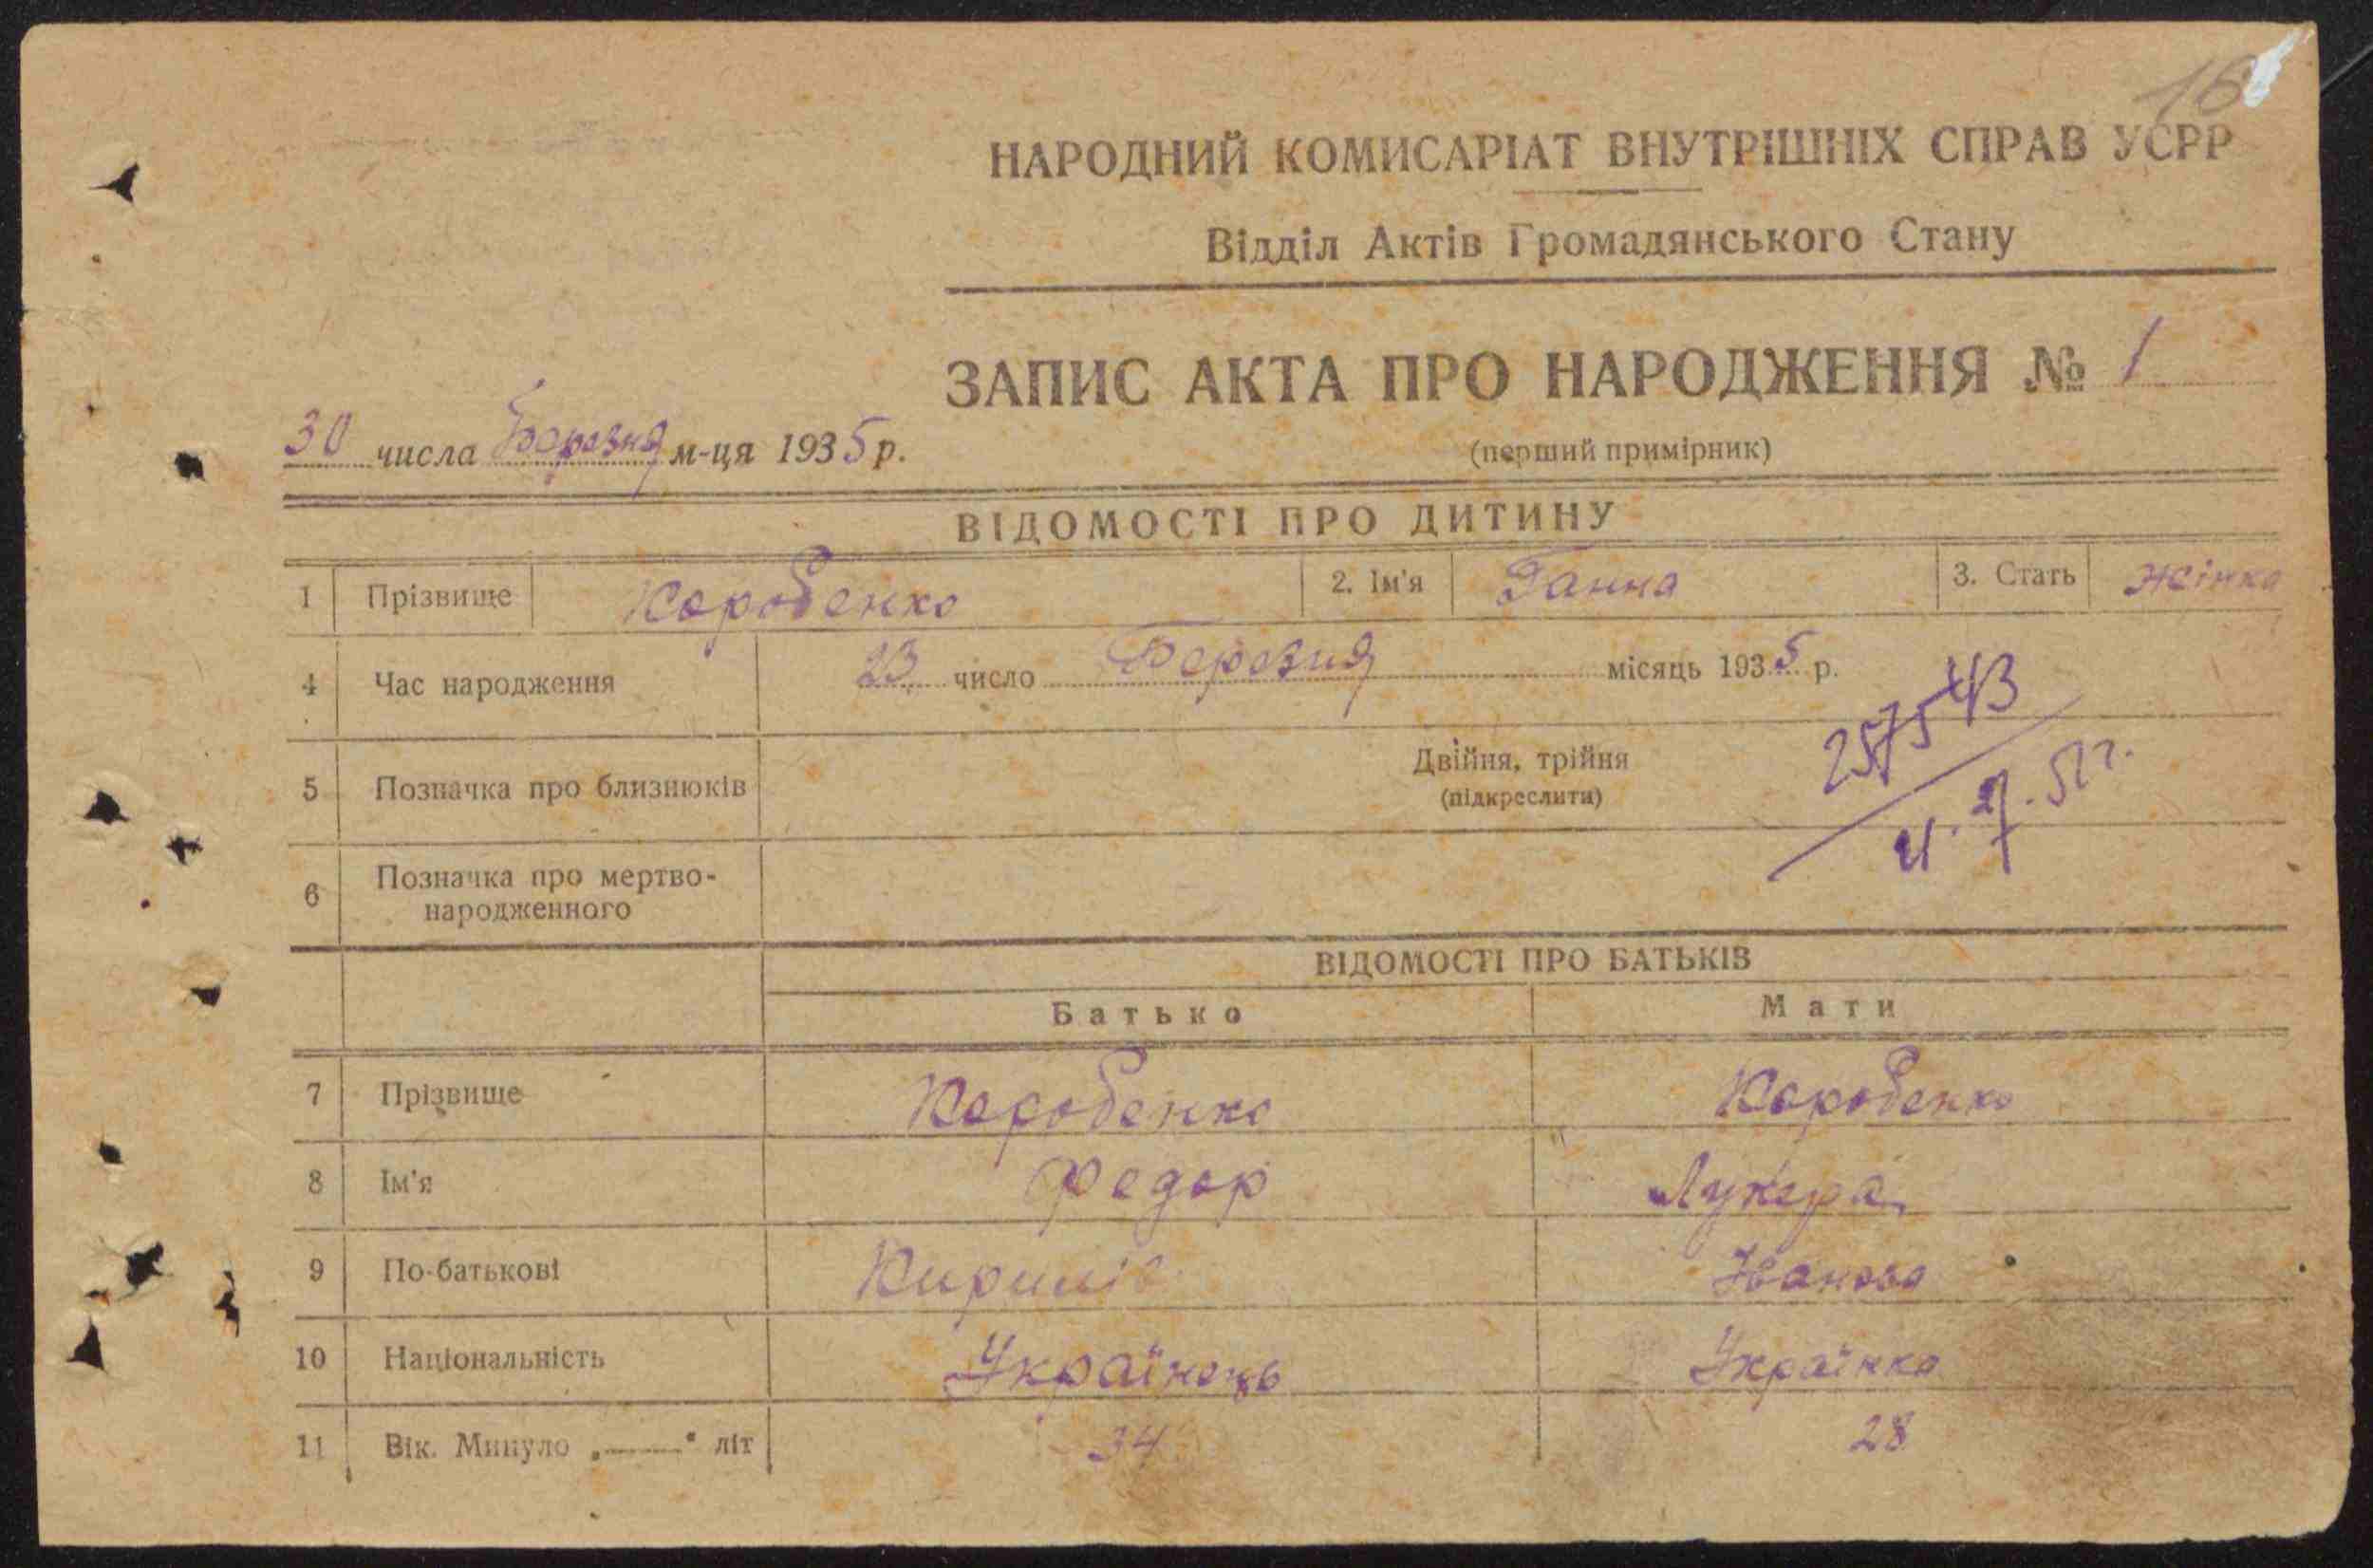 16
НАРОДНИЙ КОМИСАРІАТ ВНУТРІШНІХ СПРАВ УСРР
Відділ Актів Громадянського Стану
ЗАПИС АКТА ПРО НАРОДЖЕННЯ № 1
30 числа Березня м-ця 1935 р.
(перший примірник)
ВІДОМОСТІ ПРО ДИТИНУ
1 Прізвище Коробенко 2. Ім'я Ганна 3. Стать Жінка
4 Час народження 23 число Березня місяць 1935 р.
5 Позначка про близнюків Двійня, трійня
(підкреслити)
6 Позначка про мертво-
народженного
ВІДОМОСТІ ПРО БАТЬКІВ
Батько Мати
7 Прізвище Коробенко Коробенко
8 Ім'я Федор Лукера
9 По-батькові Кирилів Іванова
10 Національність Українець Українка
11 Вік. Минуло „——" літ 34 28